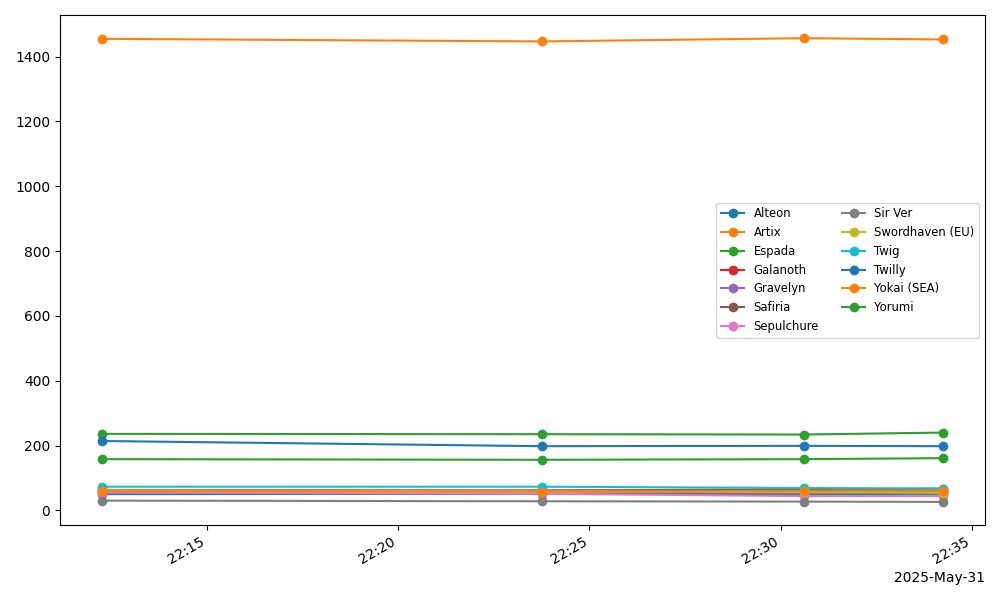 1400
1200
1000
800
600
400
200
0
22:15
22:20
22:25
22:30
22:35
2025-May-31
Alteon
Artix
Espada
Galanoth
Gravelyn
Safiria
Sepulchure
Sir Ver
Swordhaven (EU)
Twig
Twilly
Yokai (SEA)
Yorumi